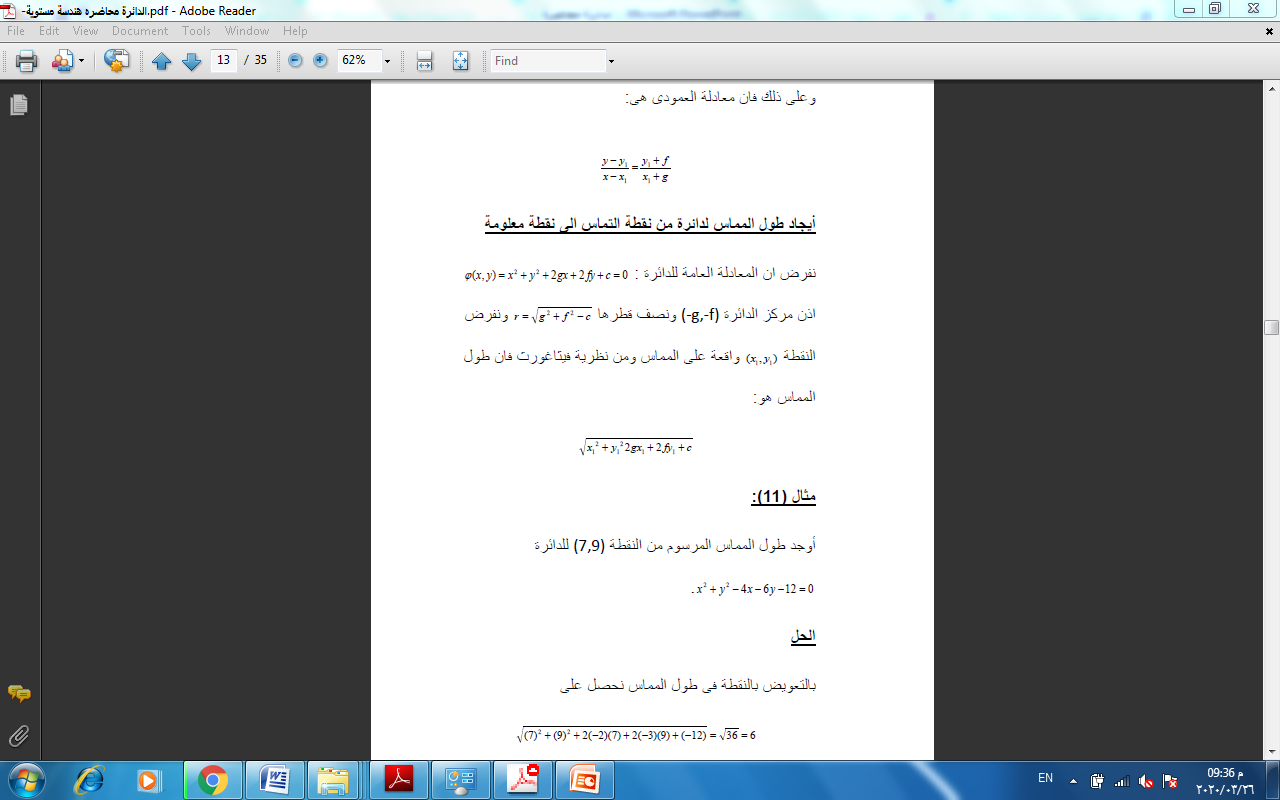 الدائرة محاضره هندسة مستوية-.pdf - Adobe Reader
File Edit View Document Tools Window Help
13 / 35 62% Find
وعلى ذلك فان معادلة العمودى هى:
(y − y₁)/(x − x₁) = (y₁ + f)/(x₁ + g)
أيجاد طول المماس لدائرة من نقطة التماس الى نقطة معلومة
نفرض ان المعادلة العامة للدائرة : φ(x, y) = x² + y² + 2gx + 2fy + c = 0
اذن مركز الدائرة (-g,-f) ونصف قطرها r = √(g² + f² − c) ونفرض
النقطة (x₁, y₁) واقعة على المماس ومن نظرية فيثاغورث فان طول
المماس هو:
√(x₁² + y₁² 2gx₁ + 2fy₁ + c)
مثال (11):
أوجد طول المماس المرسوم من النقطة (7,9) للدائرة
x² + y² − 4x − 6y − 12 = 0.
الحل
بالتعويض بالنقطة فى طول المماس نحصل على
√((7)² + (9)² + 2(−2)(7) + 2(−3)(9) + (−12)) = √36 = 6
EN
09:36 م
٢٠٢٠/٠٣/٢٦